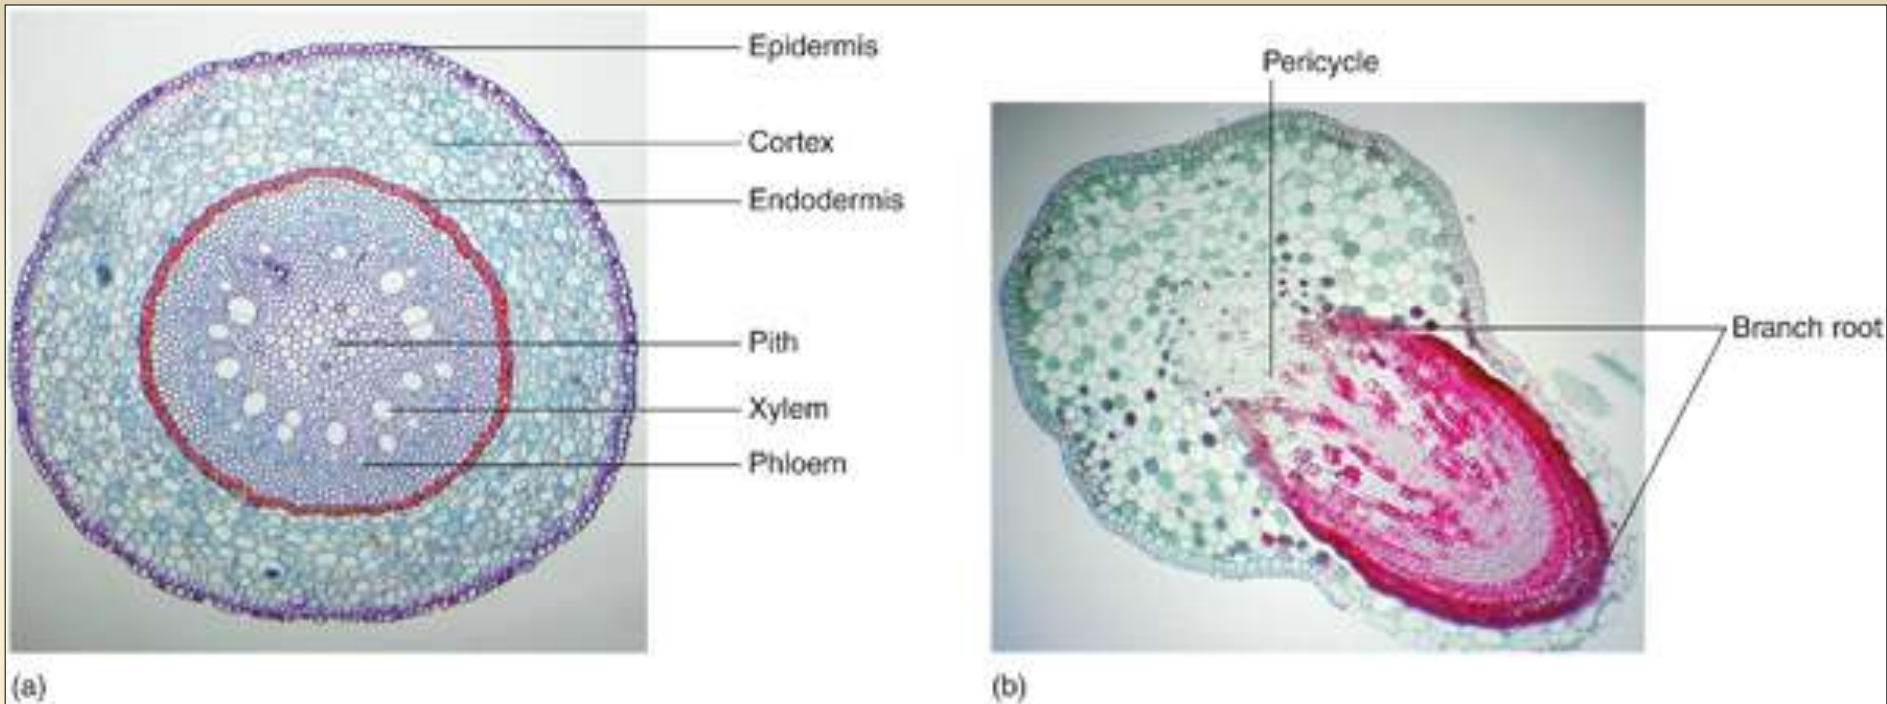 Epidermis
Cortex
Endodermis
Pith
Xylem
Phloem
(a)
Pericycle
Branch root
(b)